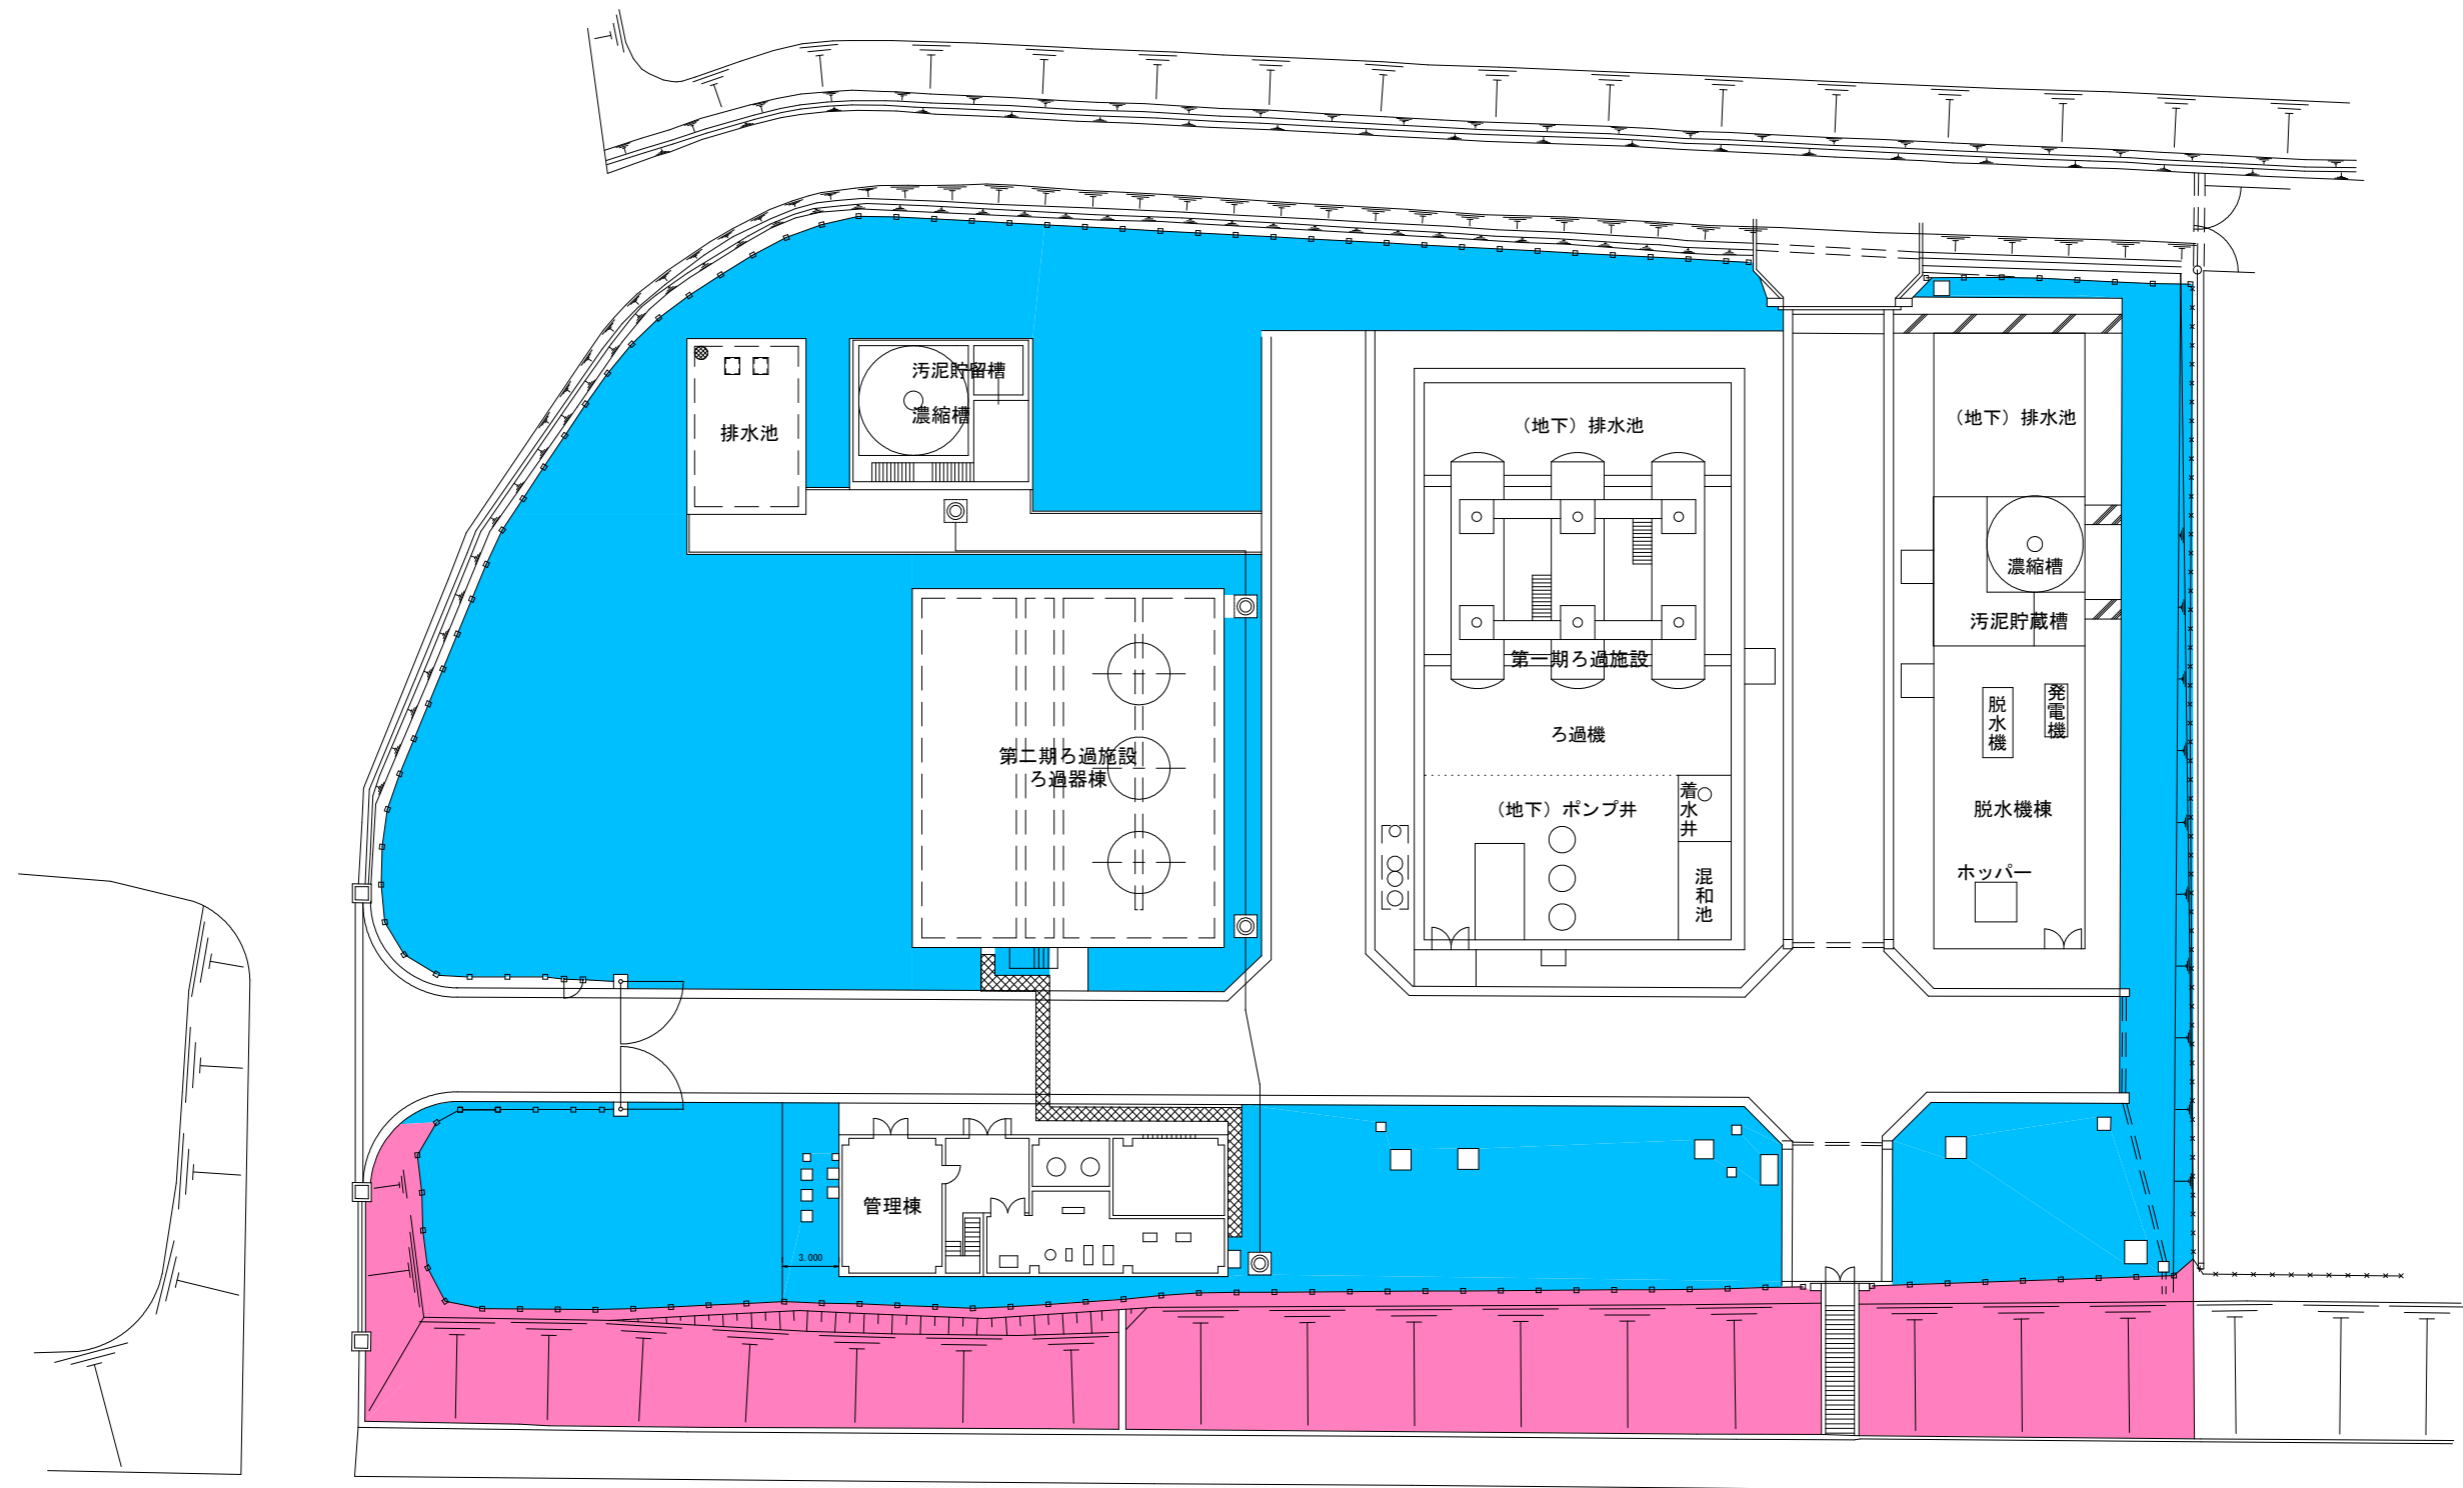 汚泥貯留槽
濃縮槽
排水池
（地下）排水池
（地下）排水池
濃縮槽
汚泥貯蔵槽
第一期ろ過施設
脱水機
発電機
ろ過機
第二期ろ過施設
ろ過器棟
着水井
（地下）ポンプ井
脱水機棟
混和池
ホッパー
管理棟
3.000